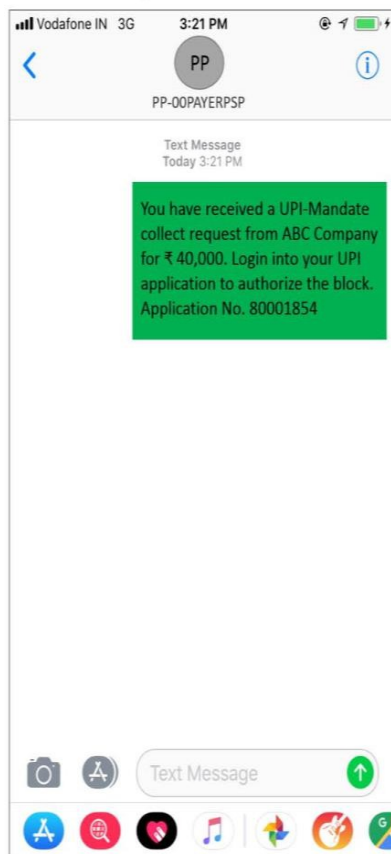 Vodafone IN 3G 3:21 PM
PP
PP-OOPAYERPSP
Text Message
Today 3:21 PM
You have received a UPI-Mandate
collect request from ABC Company
for ₹ 40,000. Login into your UPI
application to authorize the block.
Application No. 80001854
Text Message